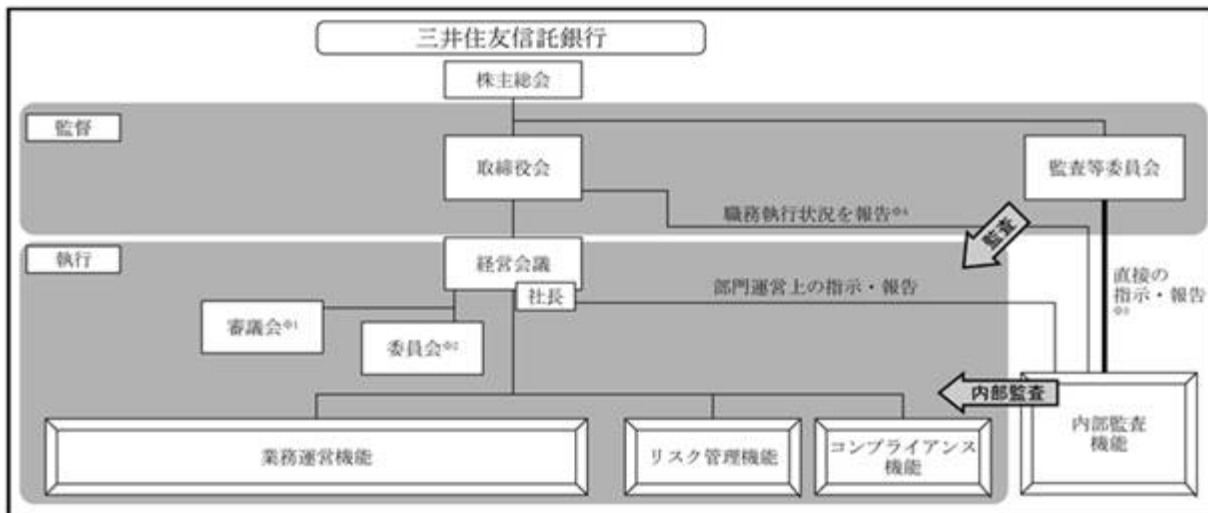 三井住友信託銀行
株主総会
監督
取締役会
監査等委員会
職務執行状況を報告※4
監査
執行
経営会議
社長
部門運営上の指示・報告
直接の
指示・報告
※3
審議会※1
委員会※2
内部監査
業務運営機能
リスク管理機能
コンプライアンス
機能
内部監査
機能